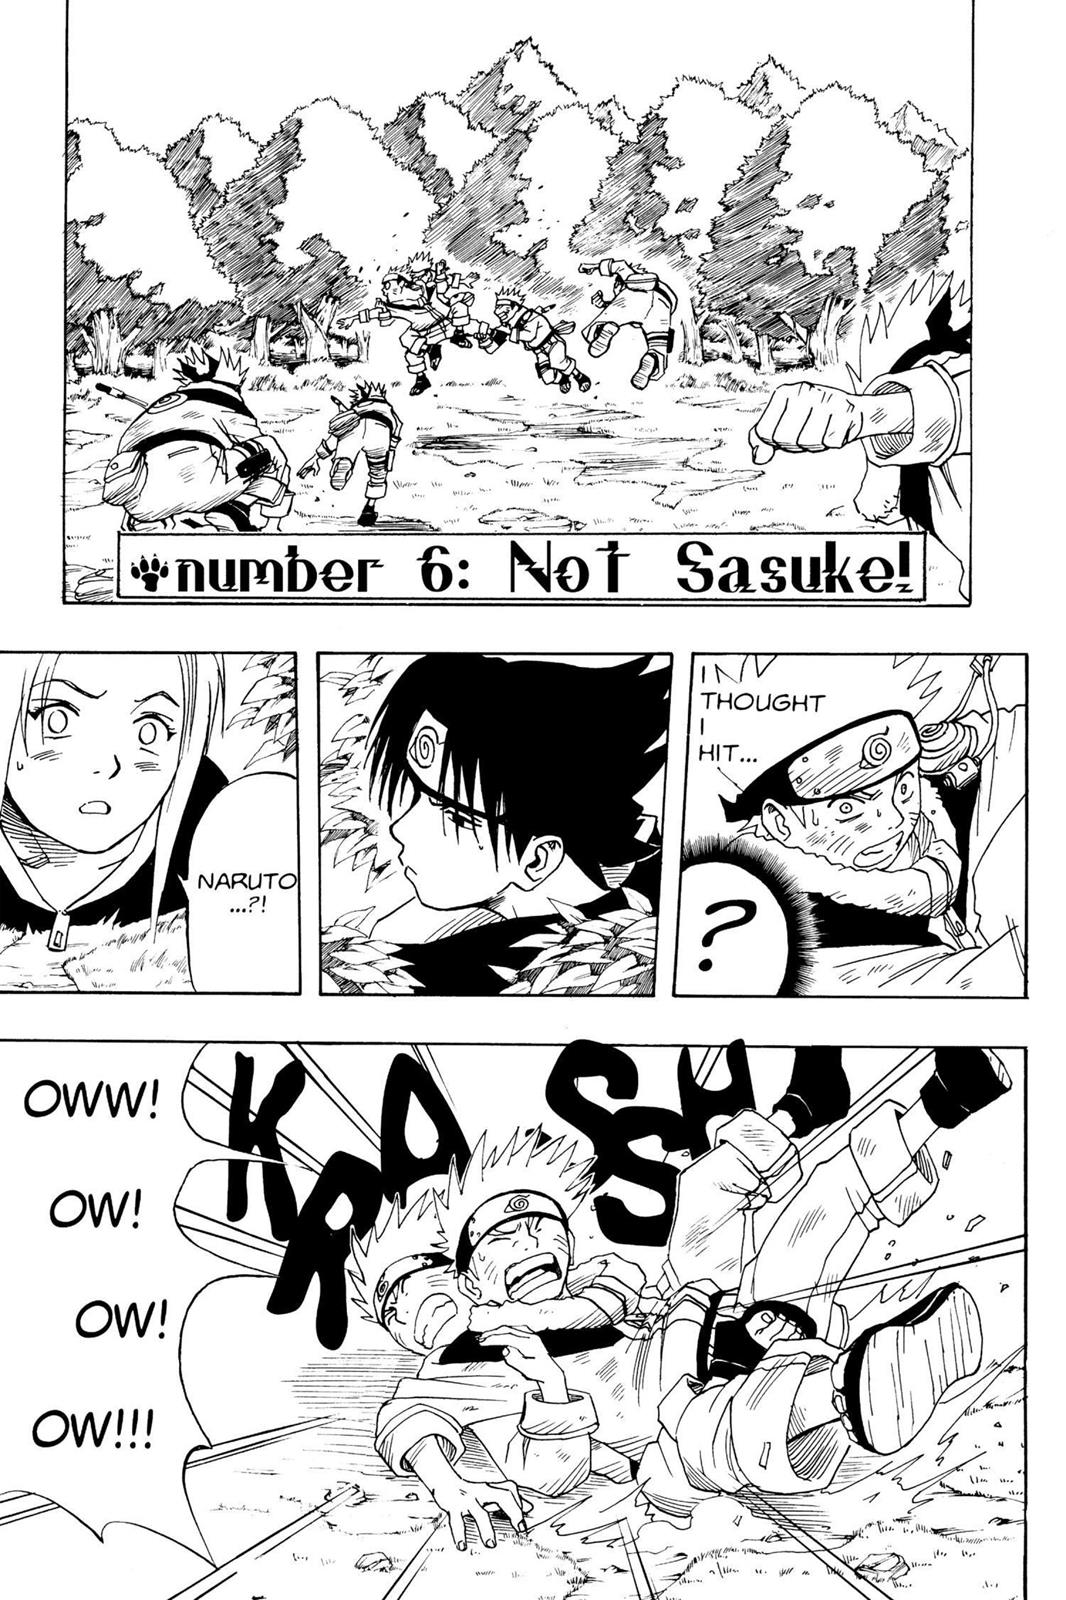 number 6: Not Sasuke!
I
THOUGHT
I
HIT...
?
NARUTO
...?!
KRASSH
OWW!
OW!
OW!
OW!!!